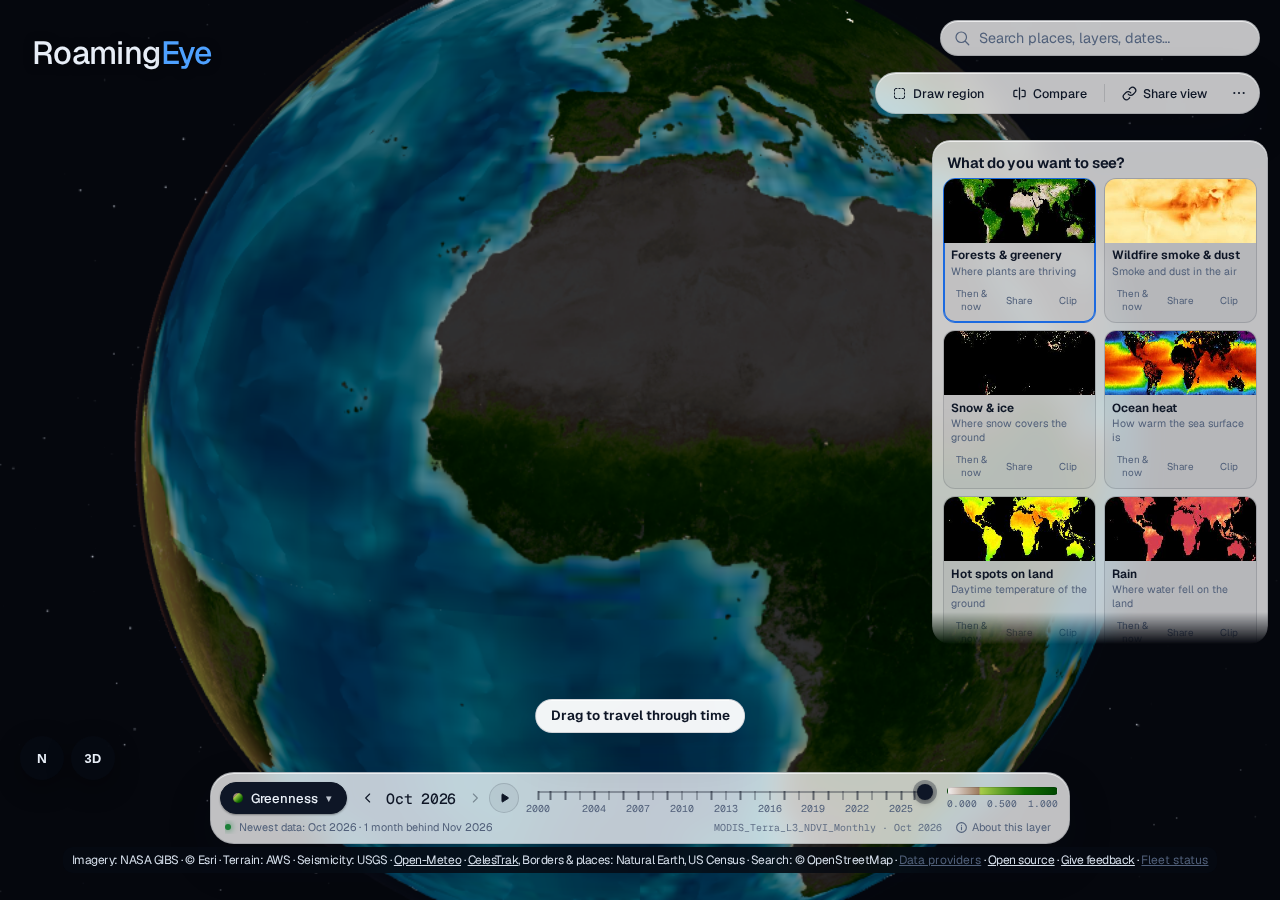 RoamingEye
Search places, layers, dates...
Draw region
Compare
Share view
What do you want to see?
Forests & greenery
Where plants are thriving
Then & now
Share
Clip
Wildfire smoke & dust
Smoke and dust in the air
Then & now
Share
Clip
Snow & ice
Where snow covers the ground
Then & now
Share
Clip
Ocean heat
How warm the sea surface is
Then & now
Share
Clip
Hot spots on land
Daytime temperature of the ground
Then &
Share
Clip
Rain
Where water fell on the land
Then &
Share
Clip
Drag to travel through time
N
3D
Greenness
Oct 2026
2000 2004 2007 2010 2013 2016 2019 2022 2025
0.000 0.500 1.000
Newest data: Oct 2026 · 1 month behind Nov 2026
MODIS_Terra_L3_NDVI_Monthly · Oct 2026
About this layer
Imagery: NASA GIBS · © Esri · Terrain: AWS · Seismicity: USGS · Open-Meteo · CelesTrak, Borders & places: Natural Earth, US Census · Search: © OpenStreetMap · Data providers · Open source · Give feedback · Fleet status